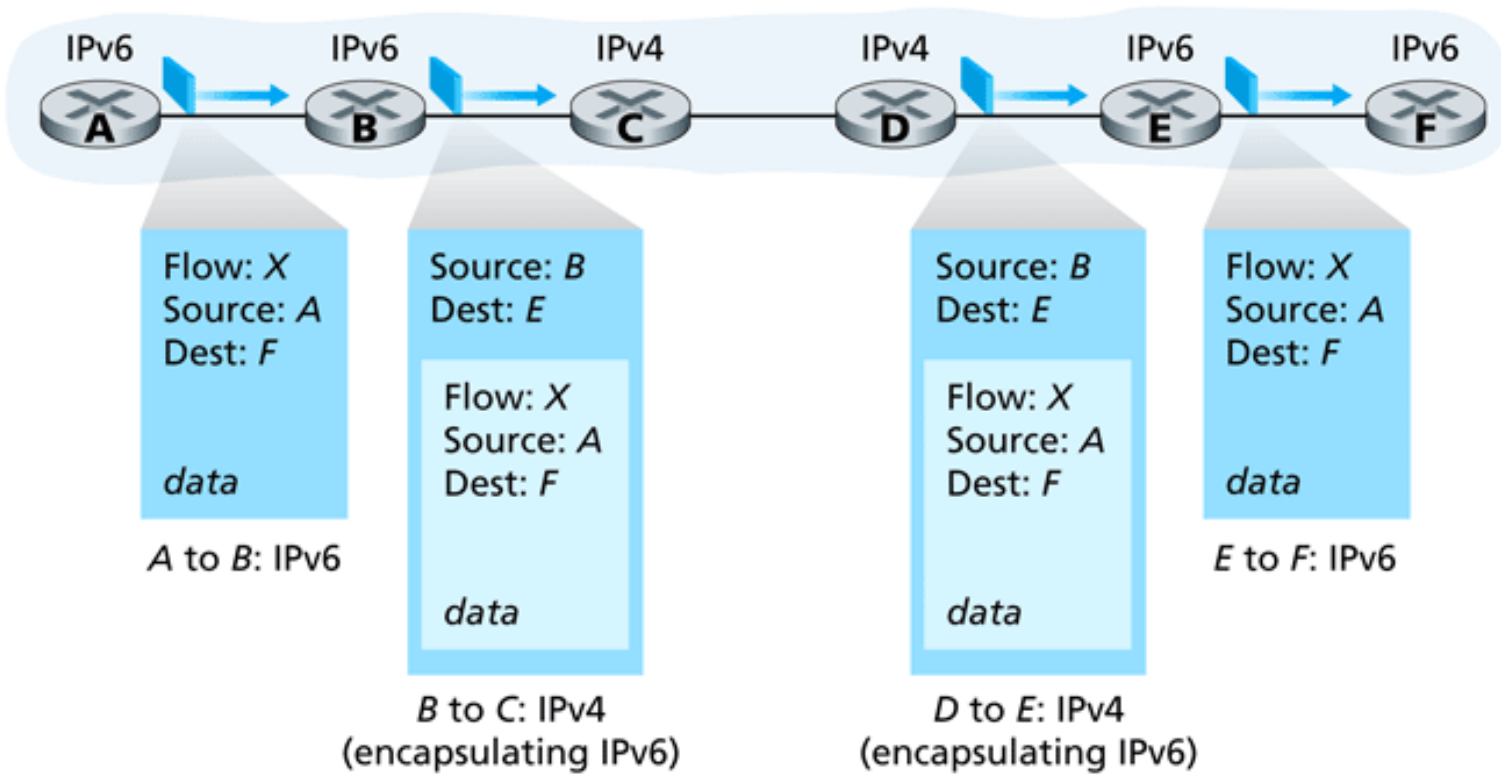 IPv6
IPv6
IPv4
IPv4
IPv6
IPv6
A
B
C
D
E
F
Flow: X
Source: A
Dest: F
data
A to B: IPv6
Source: B
Dest: E
Flow: X
Source: A
Dest: F
data
B to C: IPv4
(encapsulating IPv6)
Source: B
Dest: E
Flow: X
Source: A
Dest: F
data
D to E: IPv4
(encapsulating IPv6)
Flow: X
Source: A
Dest: F
data
E to F: IPv6